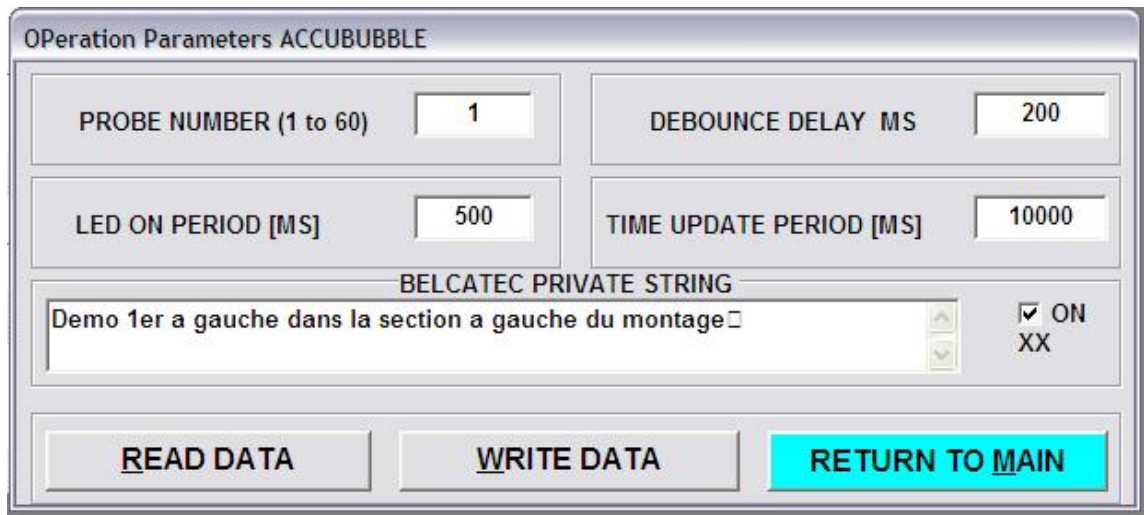 OPeration Parameters ACCUBUBBLE
PROBE NUMBER (1 to 60) 1
DEBOUNCE DELAY MS 200
LED ON PERIOD [MS] 500
TIME UPDATE PERIOD [MS] 10000
BELCATEC PRIVATE STRING
Demo 1er a gauche dans la section a gauche du montage□
ON
XX
READ DATA
WRITE DATA
RETURN TO MAIN